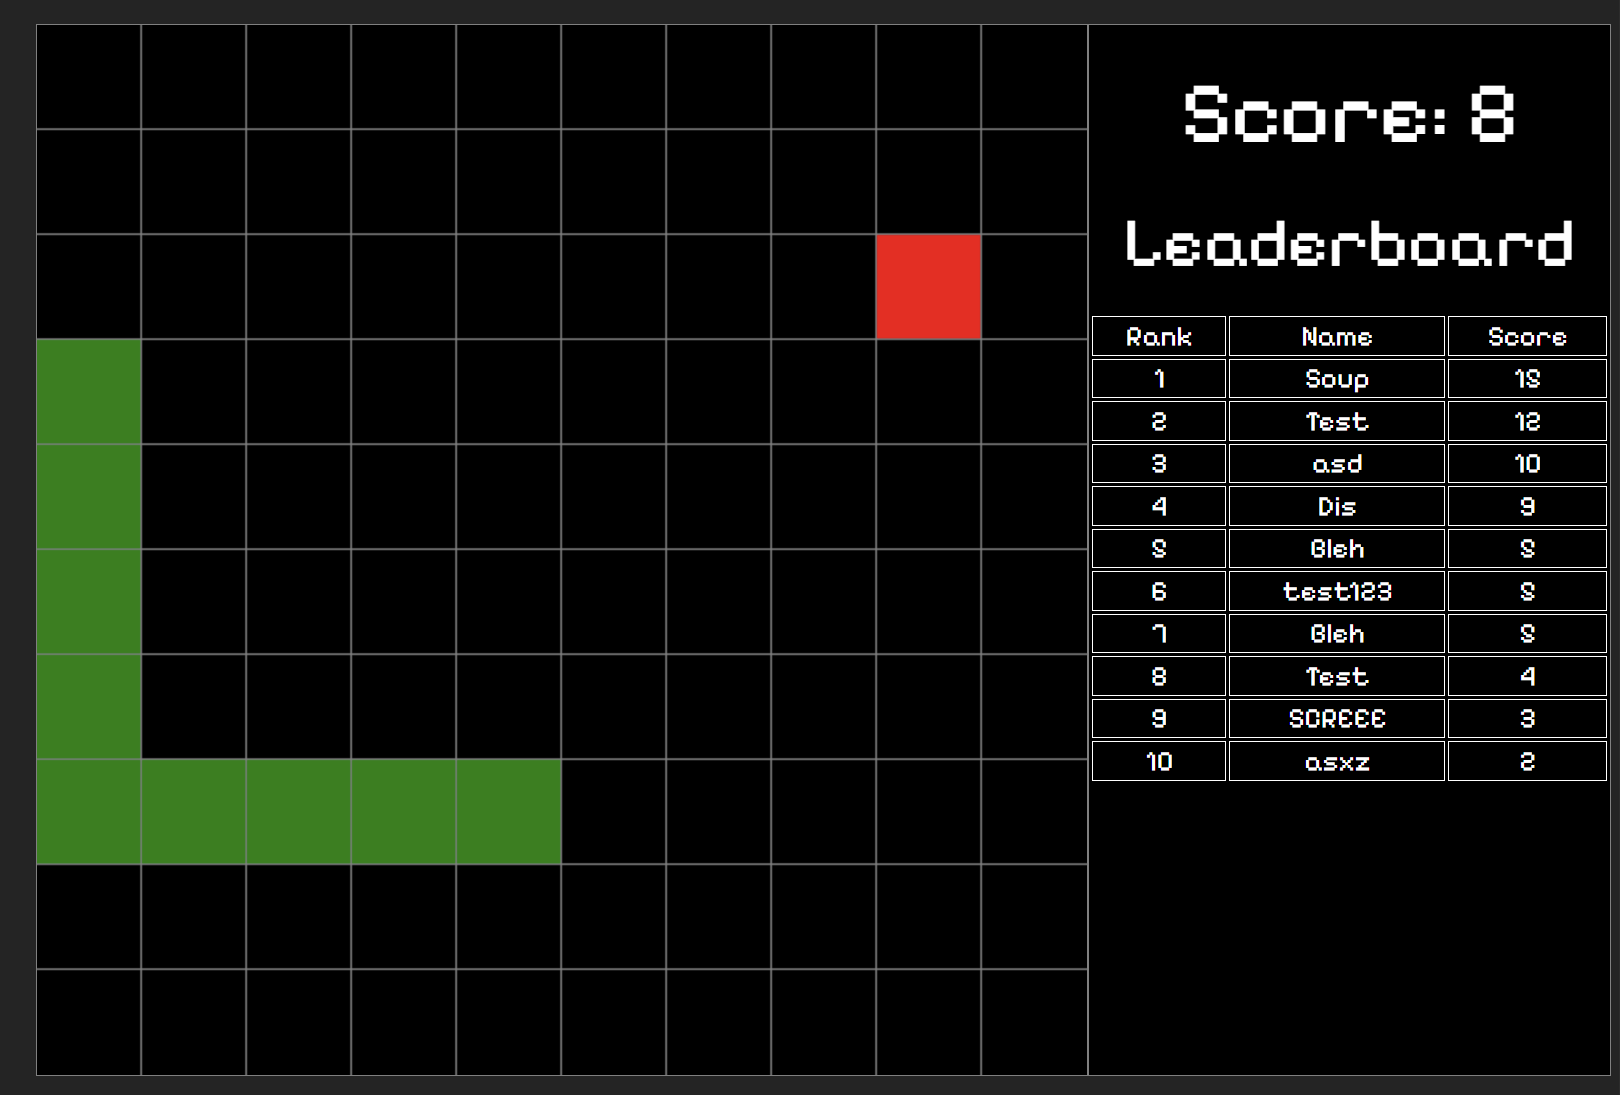 Score: 8
Leaderboard
Rank Name Score
1 Soup 15
2 Test 12
3 asd 10
4 Dis 9
5 Bleh 5
6 test123 5
7 Bleh 5
8 Test 4
9 SCREEE 3
10 asxz 2